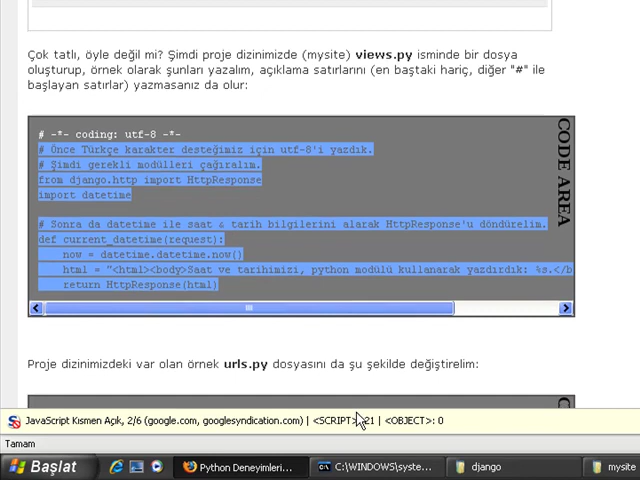 Çok tatlı, öyle değil mi? Şimdi proje dizinimizde (mysite) views.py isminde bir dosya
oluşturup, örnek olarak şunları yazalım, açıklama satırlarını (en baştaki hariç, diğer "#" ile
başlayan satırlar) yazmasanız da olur:
CODE AREA
# -*- coding: utf-8 -*-
# Önce Türkçe karakter desteğimiz için utf-8'i yazdık.
# Şimdi gerekli modülleri çağıralım.
from django.http import HttpResponse
import datetime
# Sonra da datetime ile saat & tarih bilgilerini alarak HttpResponse'u döndürelim.
def current_datetime(request):
now = datetime.datetime.now()
html = "<html><body>Saat ve tarihimizi, python modülü kullanarak yazdırdık: %s.</b
return HttpResponse(html)
Proje dizinimizdeki var olan örnek urls.py dosyasını da şu şekilde değiştirelim:
JavaScript Kısmen Açık, 2/6 (google.com, googlesyndication.com) | <SCRIPT>: 21 | <OBJECT>: 0
Tamam
Başlat
Python Deneyimleri...
C:\WINDOWS\syste...
django
mysite